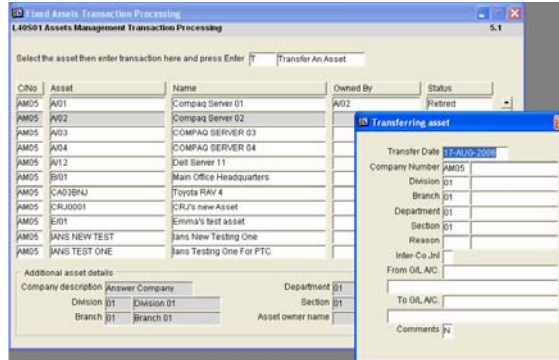 Fixed Assets Transaction Processing
L40S01 Assets Management Transaction Processing 5.1
Select the asset then enter transaction here and press Enter T Transfer An Asset
C/No Asset Name Owned By Status
AM05 A/01 Compaq Server 01 A/02 Retired
AM05 A/02 Compaq Server 02
AM05 A/03 COMPAQ SERVER 03
AM05 A/04 COMPAQ SERVER 04
AM05 A/12 Dell Server 11
AM05 B/01 Main Office Headquarters
AM05 CA03BNJ Toyota RAV 4
AM05 CRJ0001 CRJ's new Asset
AM05 E/01 Emma's test asset
AM05 IANS NEW TEST Ians New Testing One
AM05 IANS TEST ONE Ians Testing One For PTC
Additional asset details
Company description Answer Company Department 01
Division 01 Division 01 Section 01
Branch 01 Branch 01 Asset owner name
Transferring asset
Transfer Date 17-AUG-2006
Company Number AM05
Division 01
Branch 01
Department 01
Section 01
Reason
Inter-Co Jnl
From G/L A/C.
To G/L A/C.
Comments N